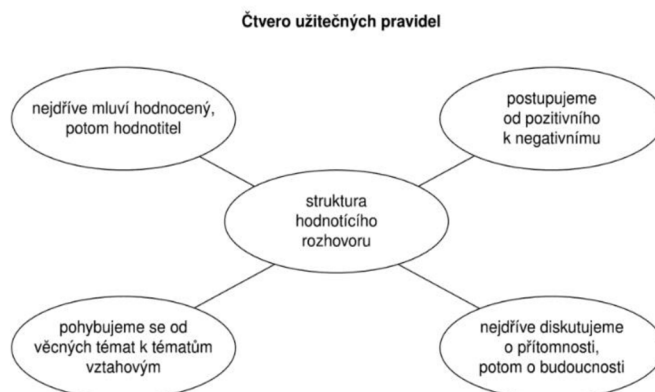 Čtvero užitečných pravidel
nejdříve mluví hodnocený,
potom hodnotitel
postupujeme
od pozitivního
k negativnímu
struktura
hodnotícího
rozhovoru
pohybujeme se od
věcných témat k tématům
vztahovým
nejdříve diskutujeme
o přítomnosti,
potom o budoucnosti